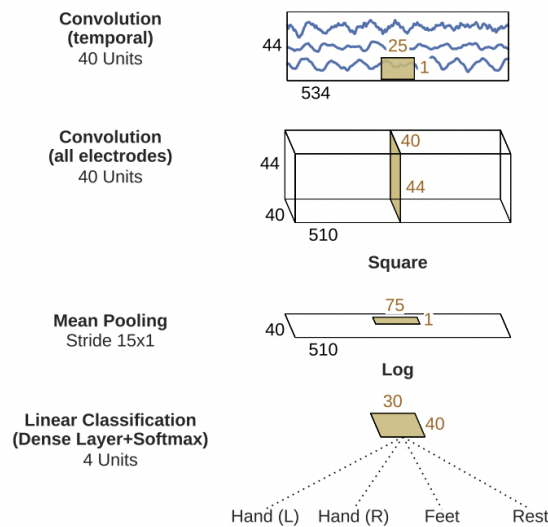 Convolution
(temporal)
40 Units
44
25
1
534
Convolution
(all electrodes)
40 Units
40
44
44
40
510
Square
Mean Pooling
Stride 15x1
75
40
1
510
Log
Linear Classification
(Dense Layer+Softmax)
4 Units
30
40
Hand (L) Hand (R) Feet Rest